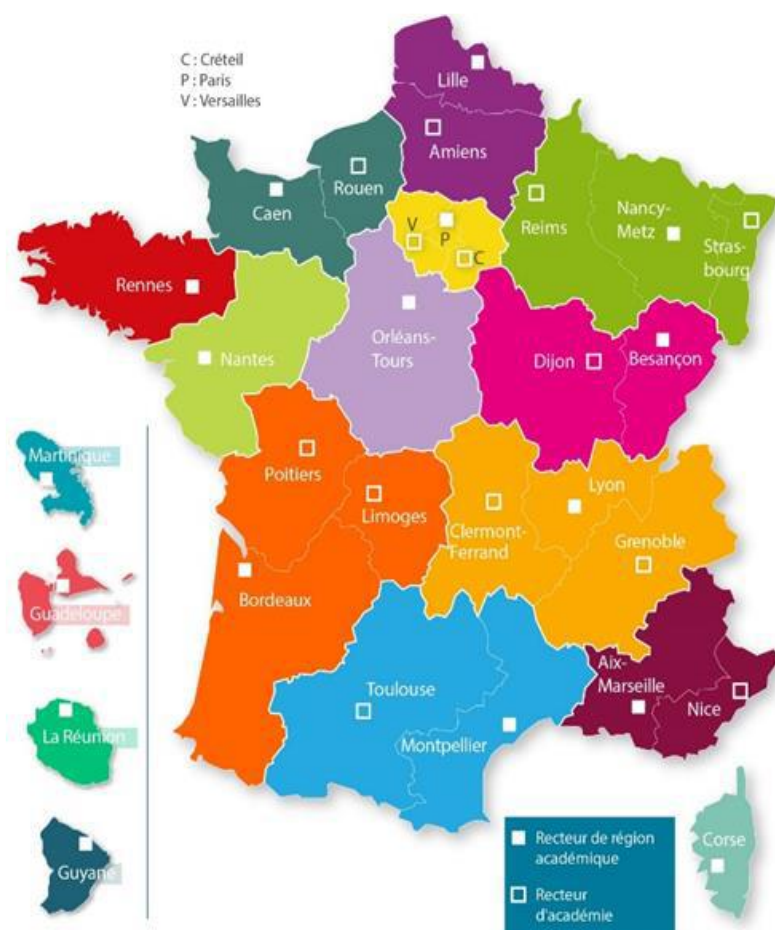 C : Créteil
P : Paris
V : Versailles
Lille
Amiens
Rouen
Caen
Reims
Nancy-
Metz
Stras-
bourg
V
P
C
Rennes
Orléans-
Tours
Nantes
Dijon
Besançon
Martinique
Poitiers
Limoges
Clermont-
Ferrand
Lyon
Grenoble
Guadeloupe
Bordeaux
Aix-
Marseille
Nice
Toulouse
Montpellier
La Réunion
Guyane
Corse
Recteur de région
académique
Recteur
d'académie